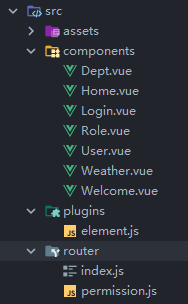 src
assets
components
Dept.vue
Home.vue
Login.vue
Role.vue
User.vue
Weather.vue
Welcome.vue
plugins
element.js
router
index.js
permission.js